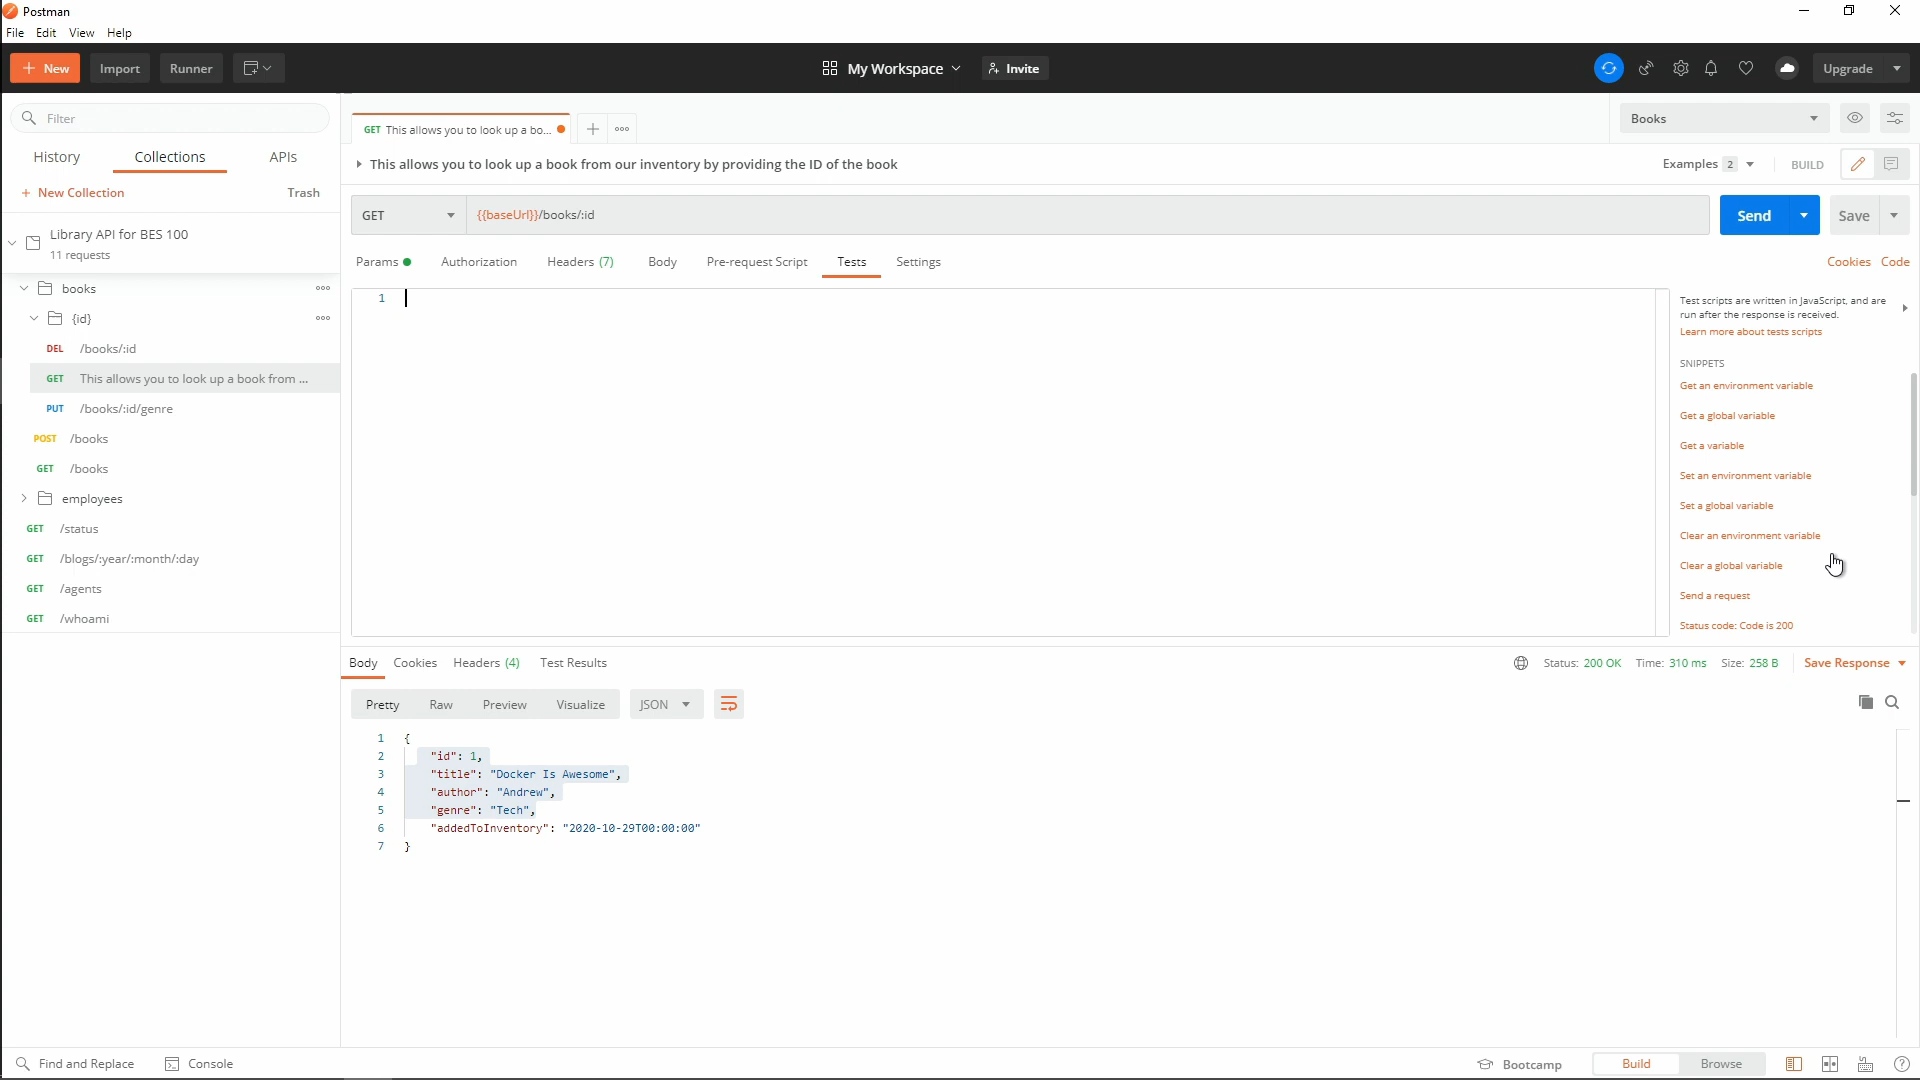 Postman
File Edit View Help
+ New Import Runner My Workspace Invite Upgrade
Filter
History Collections APIs
+ New Collection Trash
Library API for BES 100
11 requests
books
{id}
DEL /books/:id
GET This allows you to look up a book from ...
PUT /books/:id/genre
POST /books
GET /books
employees
GET /status
GET /blogs/:year/:month/:day
GET /agents
GET /whoami
GET This allows you to look up a bo...
Books
This allows you to look up a book from our inventory by providing the ID of the book
Examples 2 BUILD
GET {{baseUrl}}/books/:id Send Save
Params Authorization Headers (7) Body Pre-request Script Tests Settings Cookies Code
1
Test scripts are written in JavaScript, and are
run after the response is received.
Learn more about tests scripts
SNIPPETS
Get an environment variable
Get a global variable
Get a variable
Set an environment variable
Set a global variable
Clear an environment variable
Clear a global variable
Send a request
Status code: Code is 200
Body Cookies Headers (4) Test Results Status: 200 OK Time: 310 ms Size: 258 B Save Response
Pretty Raw Preview Visualize JSON
1 {
2 "id": 1,
3 "title": "Docker Is Awesome",
4 "author": "Andrew",
5 "genre": "Tech",
6 "addedToInventory": "2020-10-29T00:00:00"
7 }
Find and Replace Console Bootcamp Build Browse